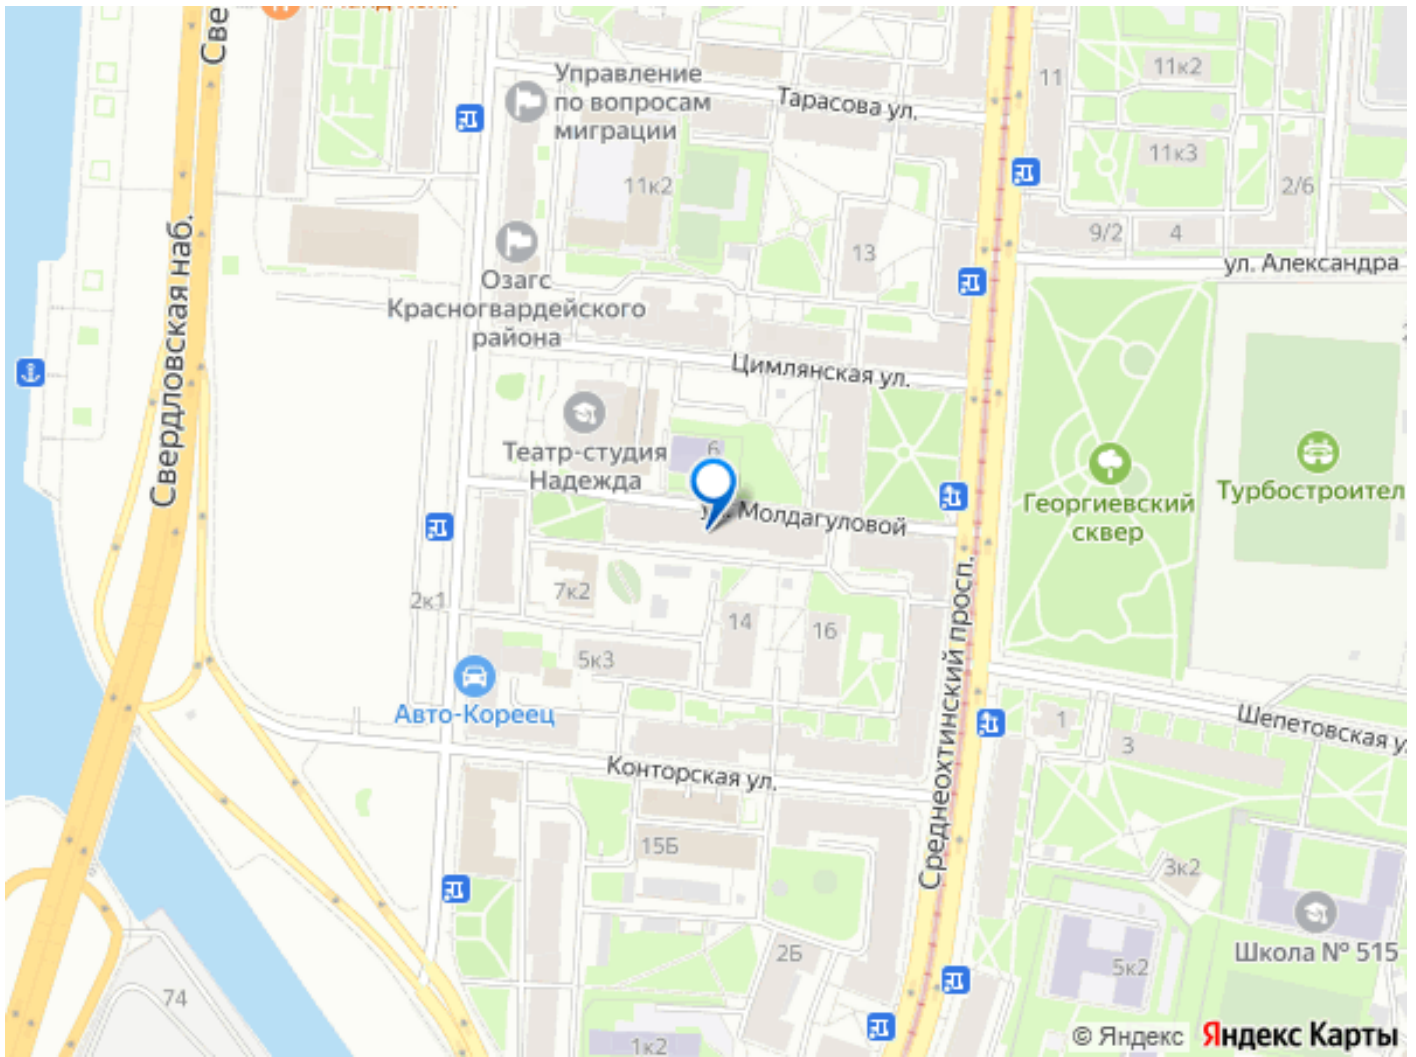 Све
Управление
по вопросам
миграции
Тарасова ул.
11
11к2
11к3
11к2
2/6
9/2
4
13
ул. Александра
Озагс
Красногвардейского
района
Свердловская наб.
Цимлянская ул.
Театр-студия
Надежда
6
ул. Молдагуловой
Георгиевский
сквер
Турбостроител
7к2
2к1
14
16
5к3
Среднеохтинский просп.
Авто-Кореец
1
3
Шепетовская у
Конторская ул.
15Б
3к2
2Б
5к2
Школа № 515
74
1к2
© Яндекс Яндекс Карты